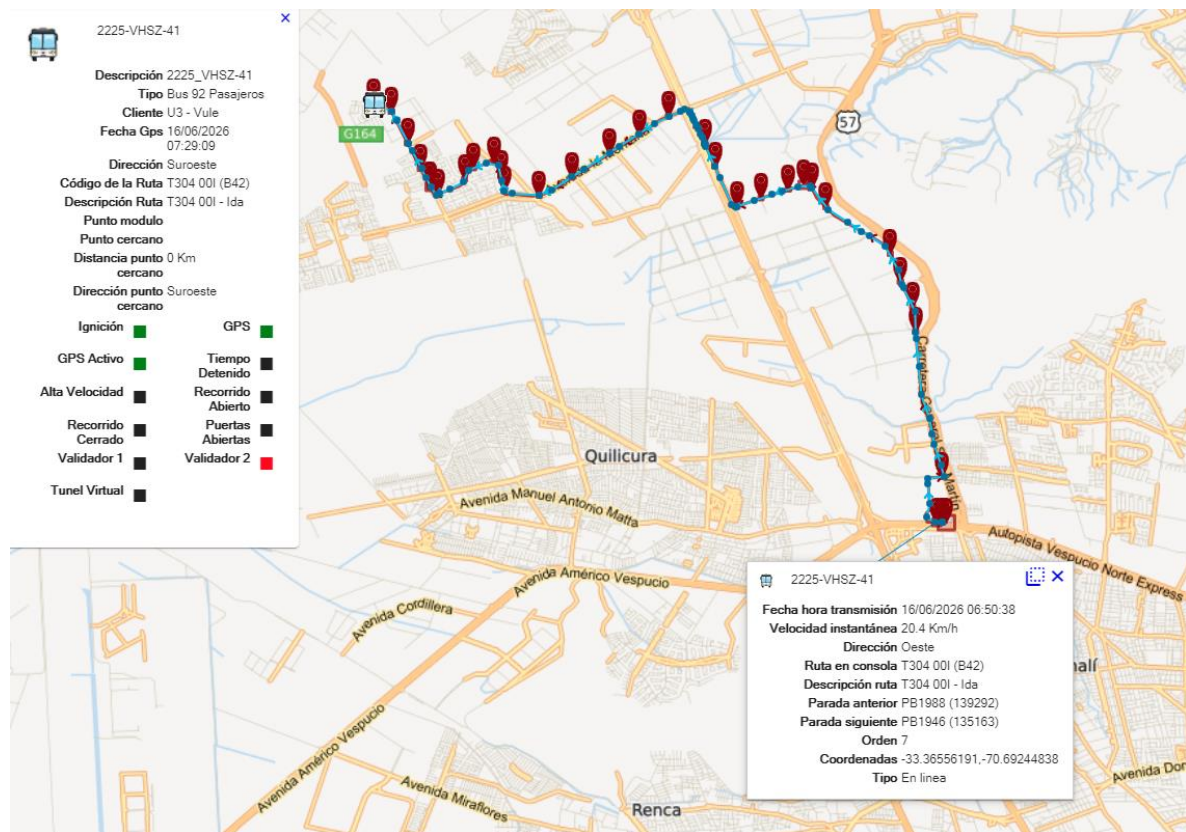 2225-VHSZ-41
Descripción 2225_VHSZ-41
Tipo Bus 92 Pasajeros
Cliente U3 - Vule
Fecha Gps 16/06/2026
07:29:09
Dirección Suroeste
Código de la Ruta T304 00I (B42)
Descripción Ruta T304 00I - Ida
Punto modulo
Punto cercano
Distancia punto 0 Km
cercano
Dirección punto Suroeste
cercano
Ignición GPS
GPS Activo Tiempo
Detenido
Alta Velocidad Recorrido
Abierto
Recorrido Puertas
Cerrado Abiertas
Validador 1 Validador 2
Tunel Virtual
G164
57
Quilicura
Avenida Manuel Antonio Matta
Martín
Autopista Vespucio Norte Express
Avenida Américo Vespucio
Avenida Cordillera
Avenida Américo Vespucio
Avenida Miraflores
Renca
2225-VHSZ-41
Fecha hora transmisión 16/06/2026 06:50:38
Velocidad instantánea 20.4 Km/h
Dirección Oeste
Ruta en consola T304 00I (B42)
Descripción ruta T304 00I - Ida
Parada anterior PB1988 (139292)
Parada siguiente PB1946 (135163)
Orden 7
Coordenadas -33.36556191,-70.69244838
Tipo En linea
halí
Avenida Don